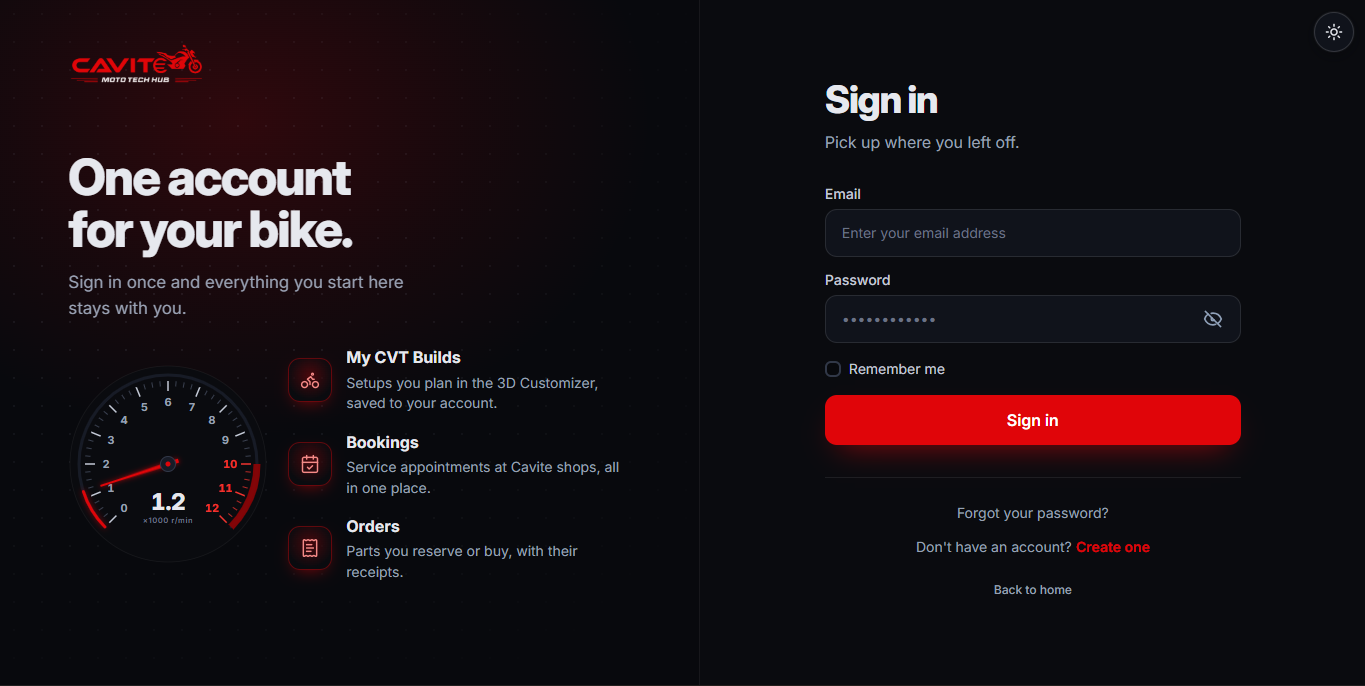 CAVITE
MOTO TECH HUB
One account
for your bike.
Sign in once and everything you start here
stays with you.
0
1
2
3
4
5
6
7
8
9
10
11
12
1.2
×1000 r/min
My CVT Builds
Setups you plan in the 3D Customizer,
saved to your account.
Bookings
Service appointments at Cavite shops, all
in one place.
Orders
Parts you reserve or buy, with their
receipts.
Sign in
Pick up where you left off.
Email
Enter your email address
Password
••••••••••••
Remember me
Sign in
Forgot your password?
Don't have an account? Create one
Back to home